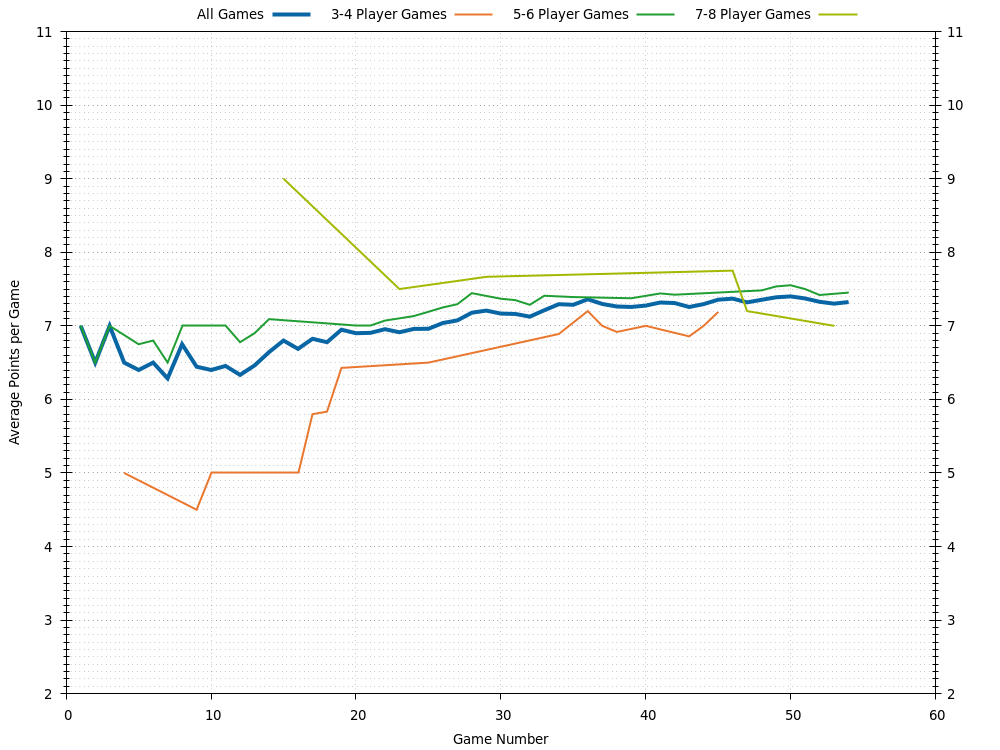 All Games 3-4 Player Games 5-6 Player Games 7-8 Player Games
11 11
10 10
9 9
8 8
7 7
6 6
5 5
4 4
3 3
2 2
Average Points per Game
0 10 20 30 40 50 60
Game Number